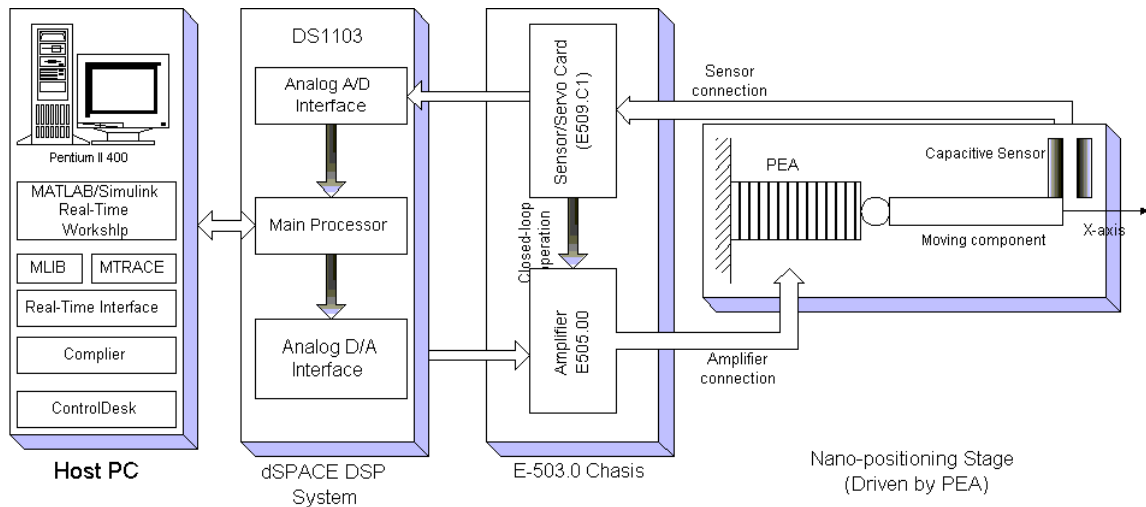 Pentium II 400
MATLAB/Simulink
Real-Time
Workshlp
MLIB
MTRACE
Real-Time Interface
Complier
ControlDesk
Host PC
DS1103
Analog A/D
Interface
Main Processor
Analog D/A
Interface
dSPACE DSP
System
Sensor/Servo Card
(E509.C1)
Closed-loop
operation
Amplifier
E505.00
E-503.0 Chasis
Sensor
connection
Amplifier
connection
PEA
Capacitive Sensor
Moving component
X-axis
Nano-positioning Stage
(Driven by PEA)